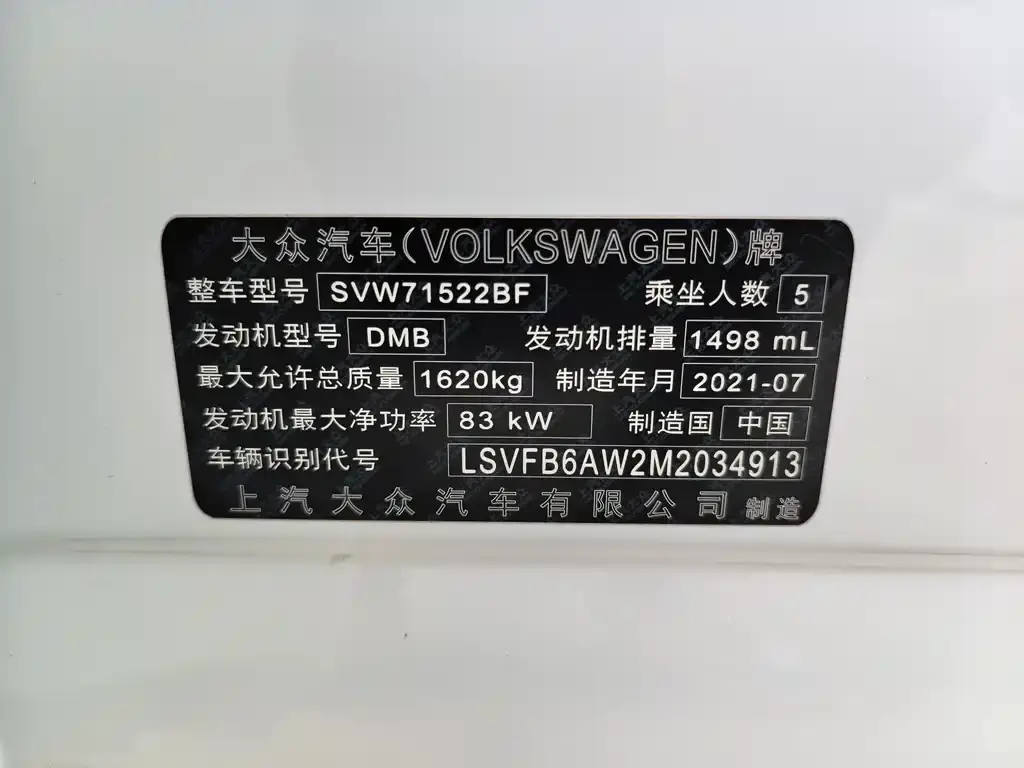 大众汽车(VOLKSWAGEN)牌
整车型号 SVW71522BF 乘坐人数 5
发动机型号 DMB 发动机排量 1498 mL
最大允许总质量 1620kg 制造年月 2021-07
发动机最大净功率 83 kW 制造国 中国
车辆识别代号 LSVFB6AW2M2034913
上汽大众汽车有限公司 制造